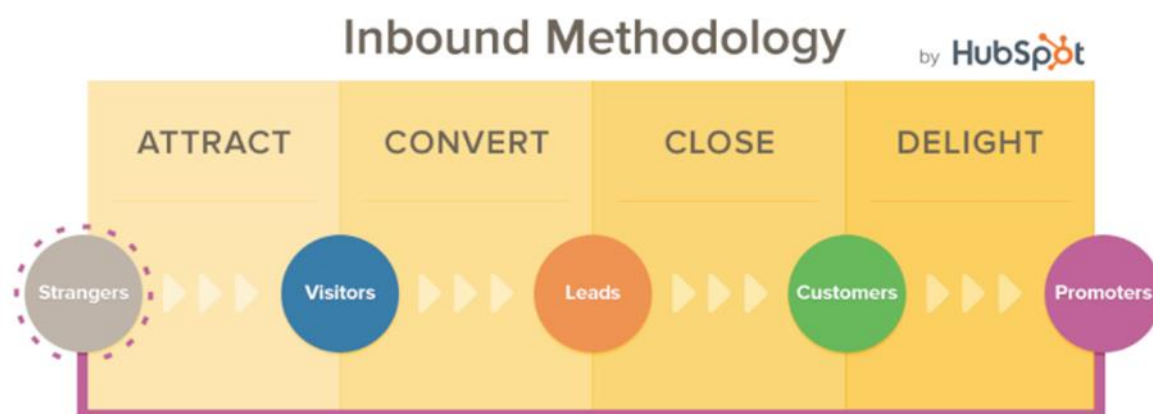 Inbound Methodology
by HubSpot
ATTRACT CONVERT CLOSE DELIGHT
Strangers Visitors Leads Customers Promoters